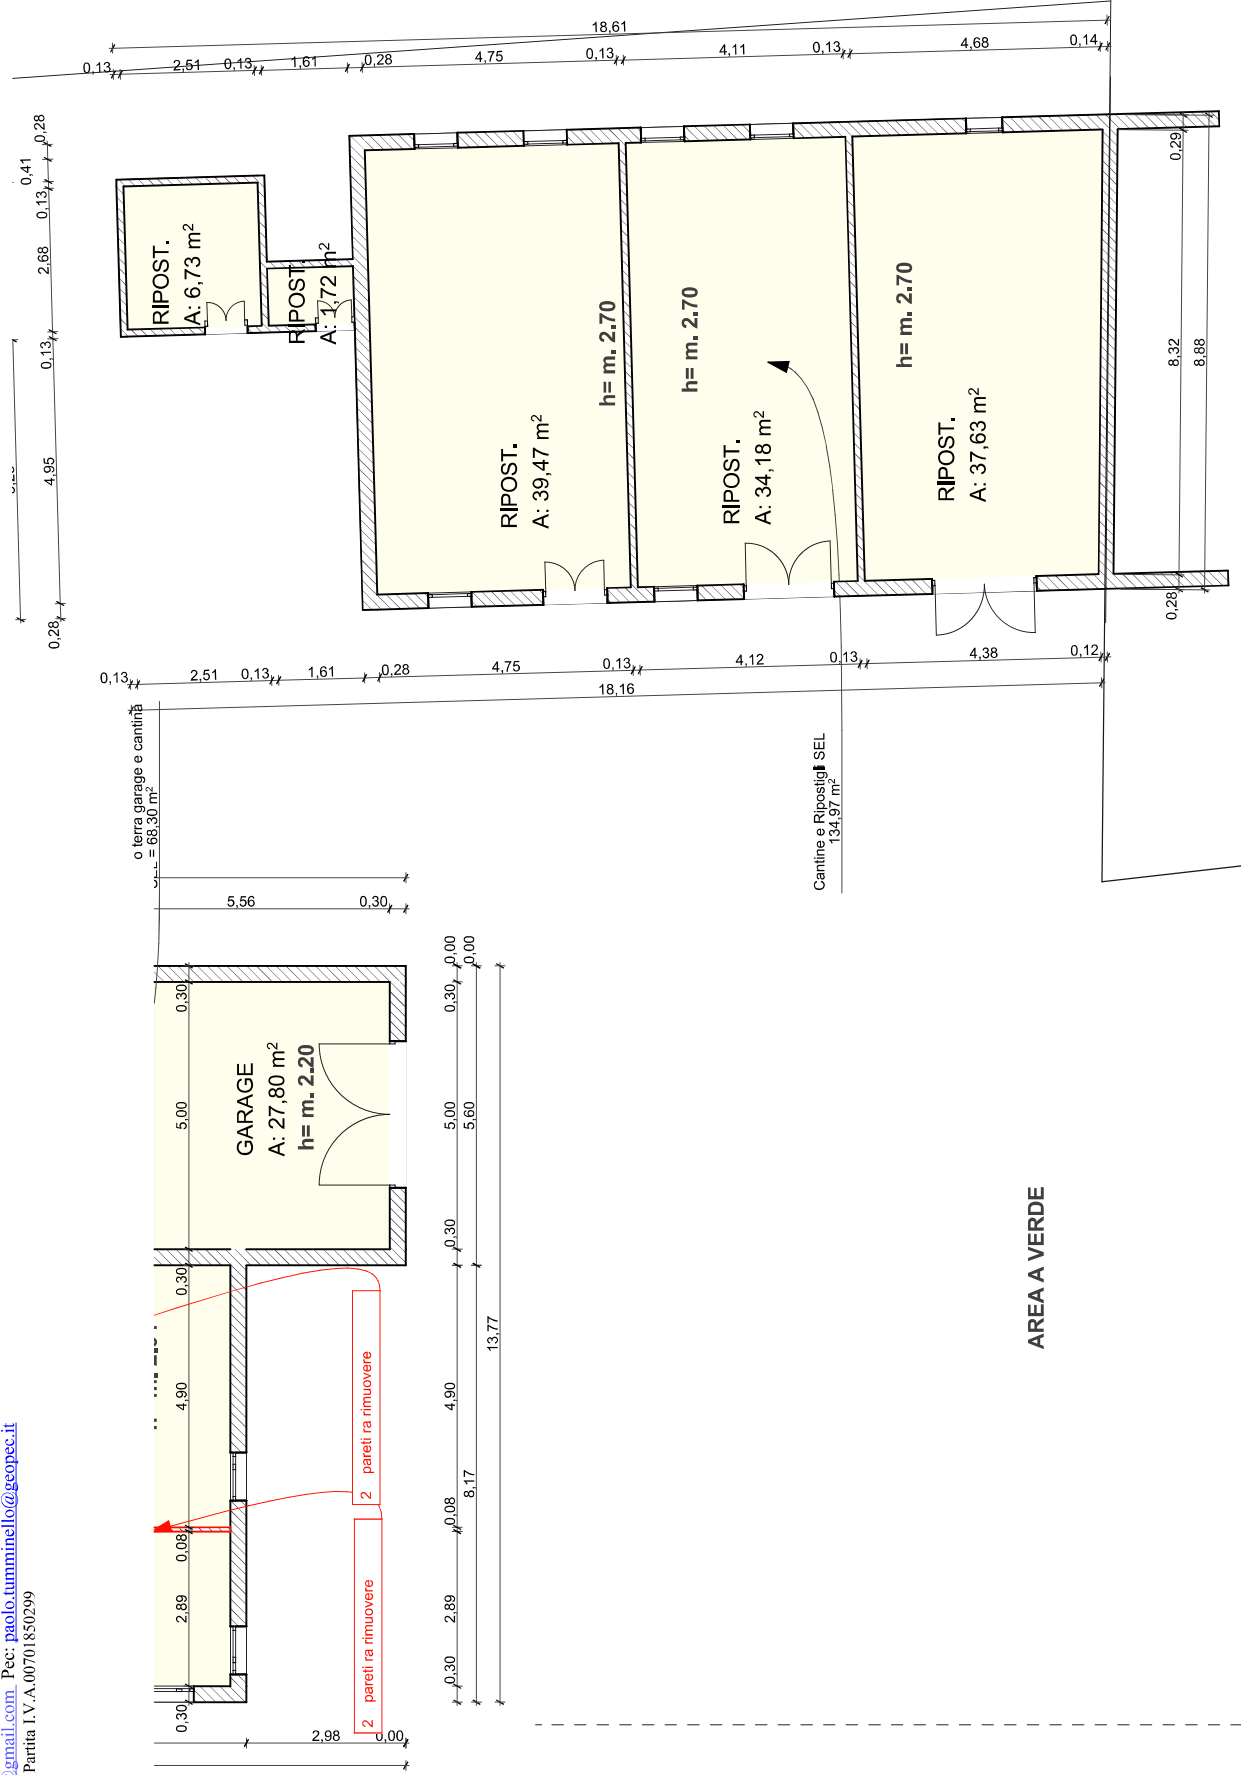 18,61
0,13
2,51
0,13
1,61
0,28
4,75
0,13
4,11
0,13
4,68
0,14
0,28
0,41
0,13
2,68
0,13
4,95
0,28
RIPOST.
A: 6,73 m²
RIPOST.
A: 1,72 m²
RIPOST.
A: 39,47 m²
h= m. 2.70
RIPOST.
A: 34,18 m²
h= m. 2.70
RIPOST.
A: 37,63 m²
h= m. 2.70
0,29
8,32
8,88
0,28
0,13
2,51
0,13
1,61
0,28
4,75
0,13
4,12
0,13
4,38
0,12
18,16
o terra garage e cantina
= 68,30 m²
Cantine e Ripostigli SEL
134,97 m²
5,56
0,30
0,30
5,00
0,30
4,90
0,08
2,89
0,30
GARAGE
A: 27,80 m²
h= m. 2.20
0,00
0,00
0,30
5,00
5,60
0,30
4,90
13,77
8,17
0,08
2,89
0,30
2 pareti ra rimuovere
2 pareti ra rimuovere
2,98
0,00
AREA A VERDE
@gmail.com Pec: paolo.tumminello@geopec.it
Partita I.V.A.00701850299